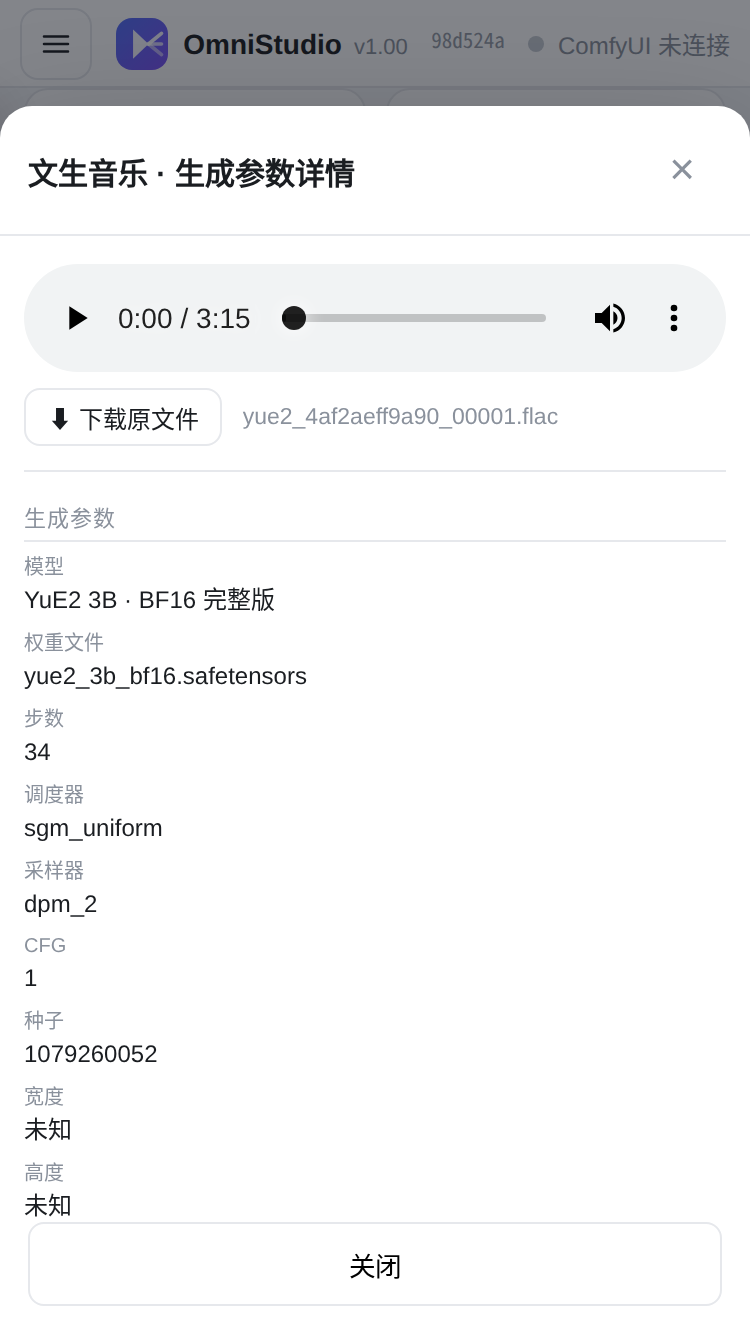 OmniStudio v1.00 98d524a ComfyUI 未连接
文生音乐 · 生成参数详情
0:00 / 3:15
下载原文件 yue2_4af2aeff9a90_00001.flac
生成参数
模型
YuE2 3B · BF16 完整版
权重文件
yue2_3b_bf16.safetensors
步数
34
调度器
sgm_uniform
采样器
dpm_2
CFG
1
种子
1079260052
宽度
未知
高度
未知
关闭